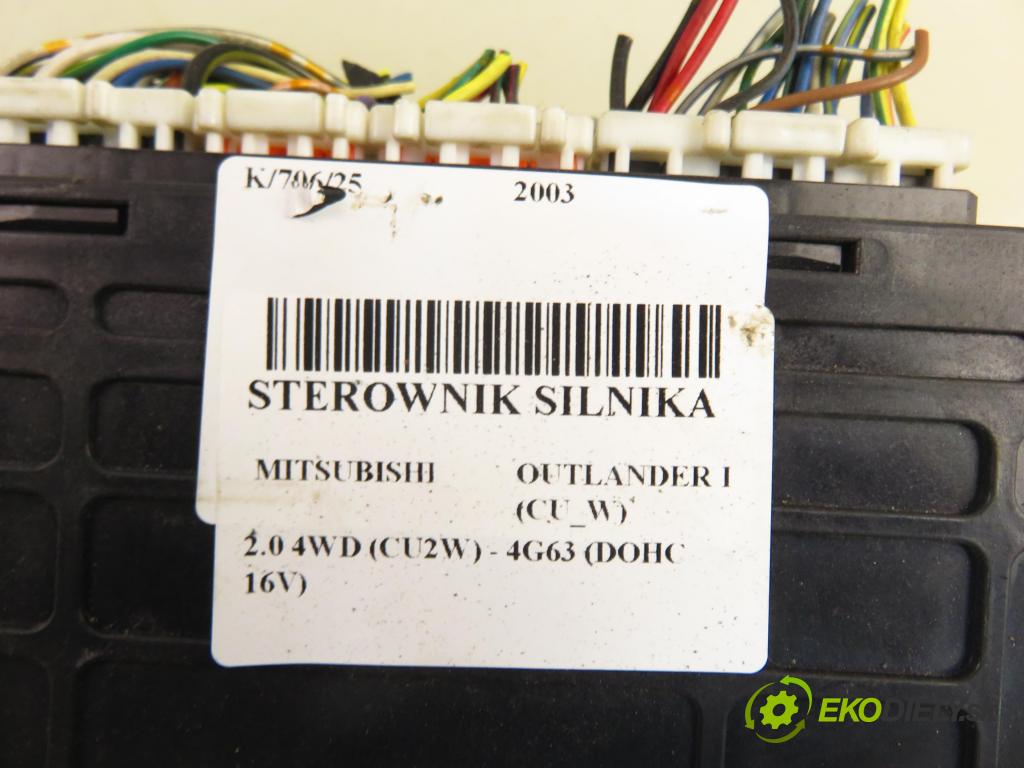 K/706/25 2003
STEROWNIK SILNIKA
MITSUBISHI OUTLANDER I
(CU_W)
2.0 4WD (CU2W) - 4G63 (DOHC
16V)
EKODIELY.S